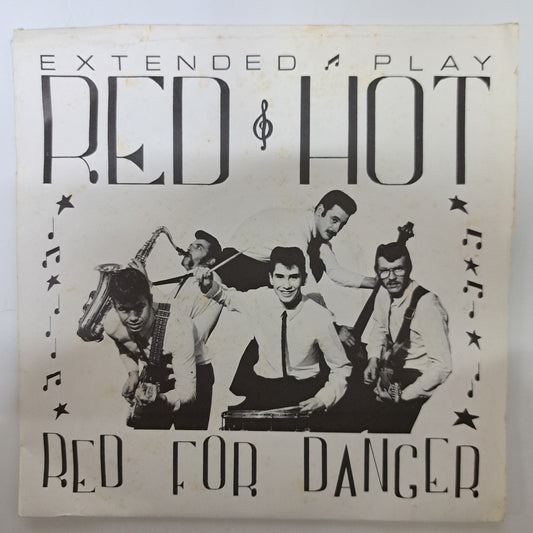 EXTENDED PLAY
RED HOT
RED FOR DANGER